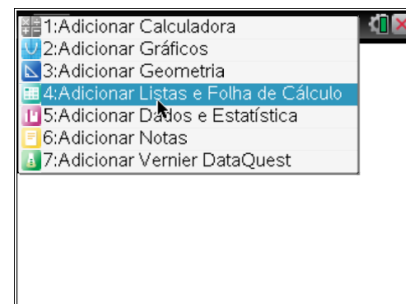 1:Adicionar Calculadora
2:Adicionar Gráficos
3:Adicionar Geometria
4:Adicionar Listas e Folha de Cálculo
5:Adicionar Dados e Estatística
6:Adicionar Notas
7:Adicionar Vernier DataQuest